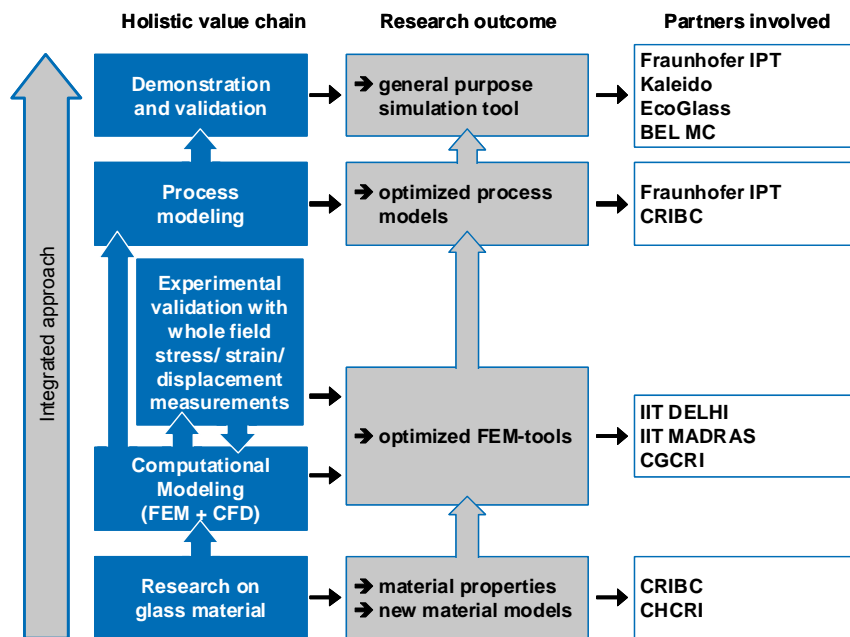 Holistic value chain
Research outcome
Partners involved
Integrated approach
Demonstration
and validation
➔ general purpose
simulation tool
Fraunhofer IPT
Kaleido
EcoGlass
BEL MC
Process
modeling
➔ optimized process
models
Fraunhofer IPT
CRIBC
Experimental
validation with
whole field
stress/ strain/
displacement
measurements
Computational
Modeling
(FEM + CFD)
➔ optimized FEM-tools
IIT DELHI
IIT MADRAS
CGCRI
Research on
glass material
➔ material properties
➔ new material models
CRIBC
CHCRI